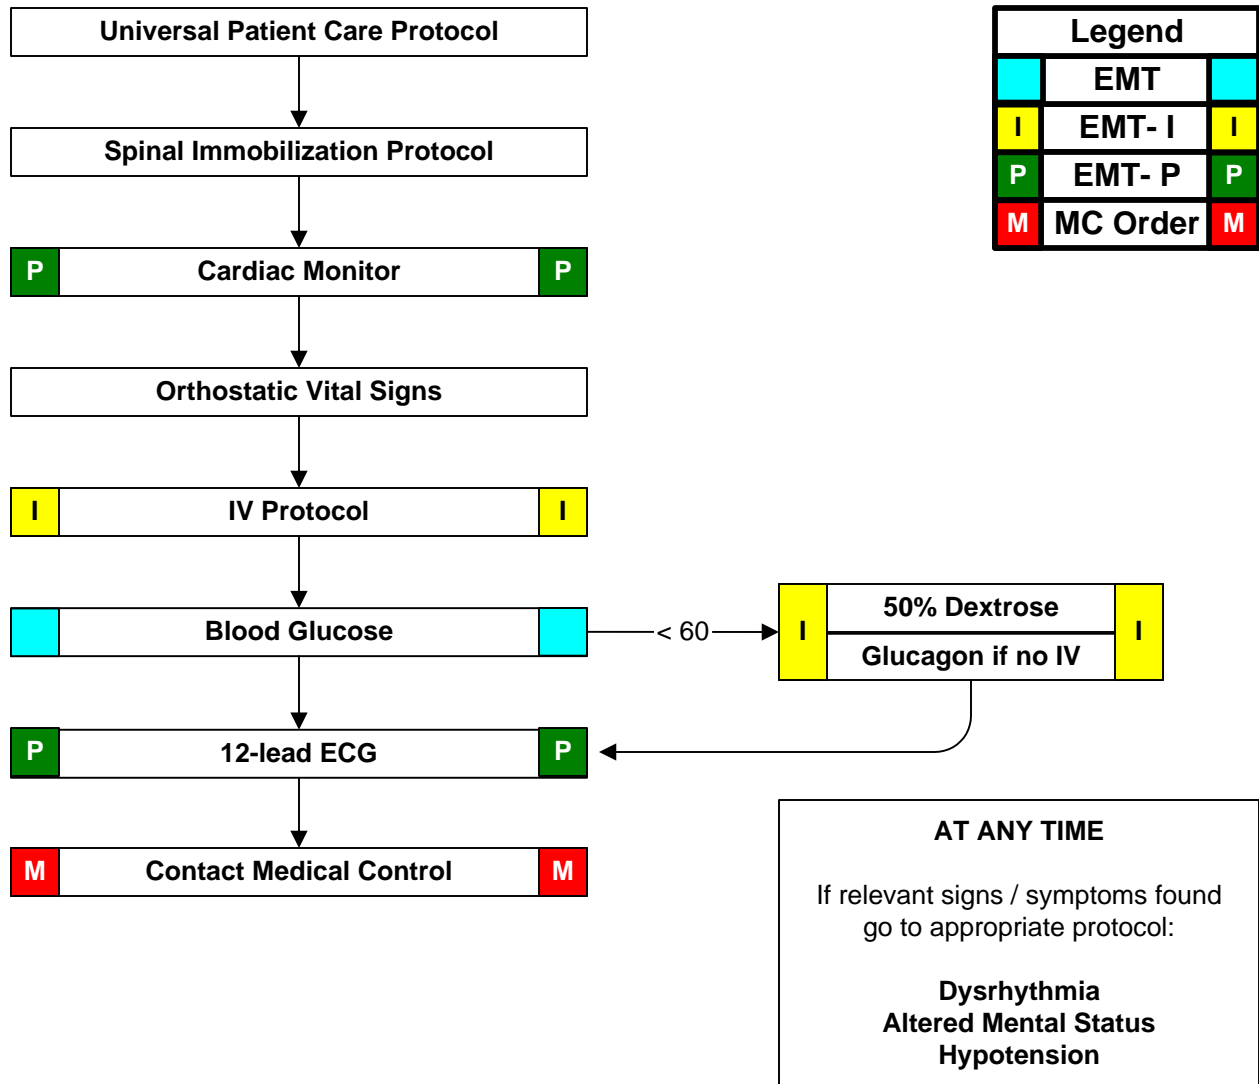 Universal Patient Care Protocol
Spinal Immobilization Protocol
P Cardiac Monitor P
Orthostatic Vital Signs
I IV Protocol I
Blood Glucose
< 60
I 50% Dextrose I
Glucagon if no IV
P 12-lead ECG P
M Contact Medical Control M
Legend
EMT
I EMT- I I
P EMT- P P
M MC Order M
AT ANY TIME
If relevant signs / symptoms found
go to appropriate protocol:
Dysrhythmia
Altered Mental Status
Hypotension